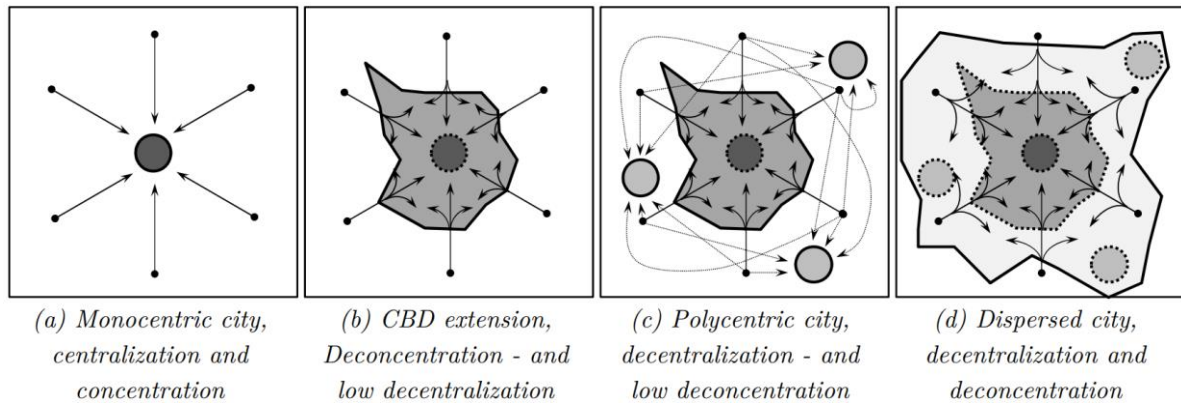 (a) Monocentric city,
centralization and
concentration
(b) CBD extension,
Deconcentration - and
low decentralization
(c) Polycentric city,
decentralization - and
low deconcentration
(d) Dispersed city,
decentralization and
deconcentration